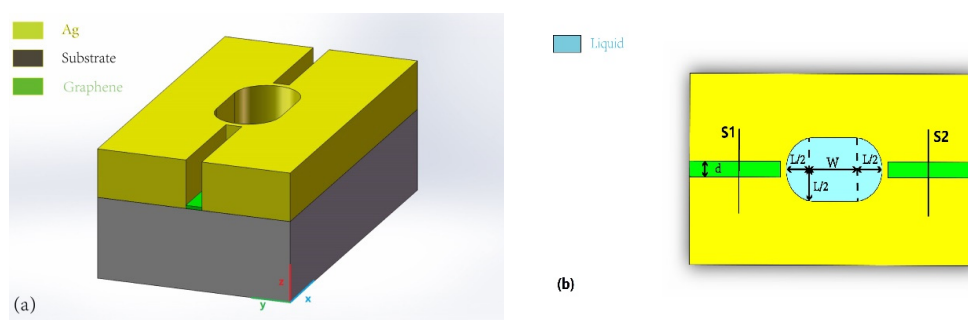 Ag
Substrate
Graphene
z
y
x
(a)
Liquid
S1
S2
d
L/2
W
L/2
L/2
(b)